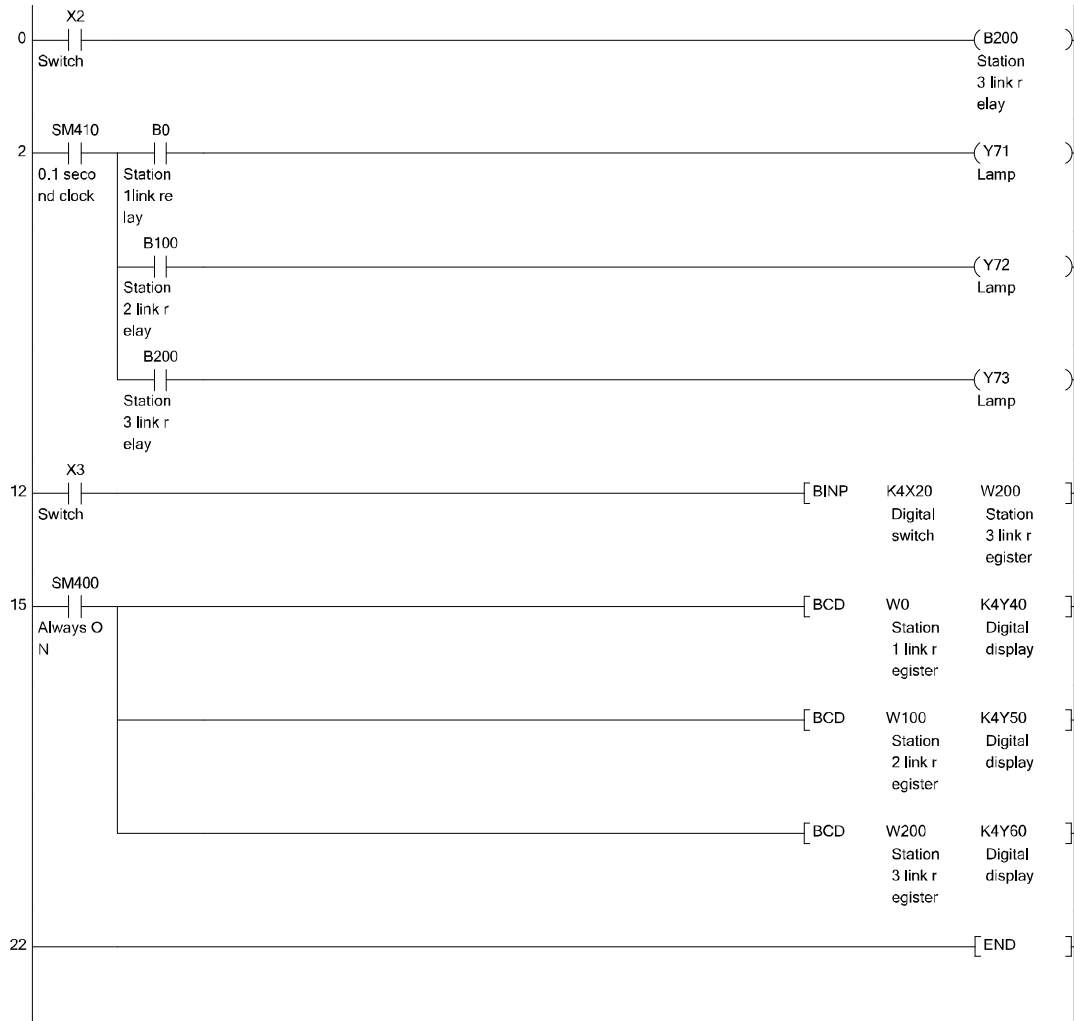 X2
0 B200
Switch Station
3 link r
elay
SM410 B0
2 Y71
0.1 seco Station Lamp
nd clock 1link re
lay
B100
Y72
Station Lamp
2 link r
elay
B200
Y73
Station Lamp
3 link r
elay
X3
12 BINP K4X20 W200
Switch Digital Station
switch 3 link r
egister
SM400
15 BCD W0 K4Y40
Always O Station Digital
N 1 link r display
egister
BCD W100 K4Y50
Station Digital
2 link r display
egister
BCD W200 K4Y60
Station Digital
3 link r display
egister
22 END